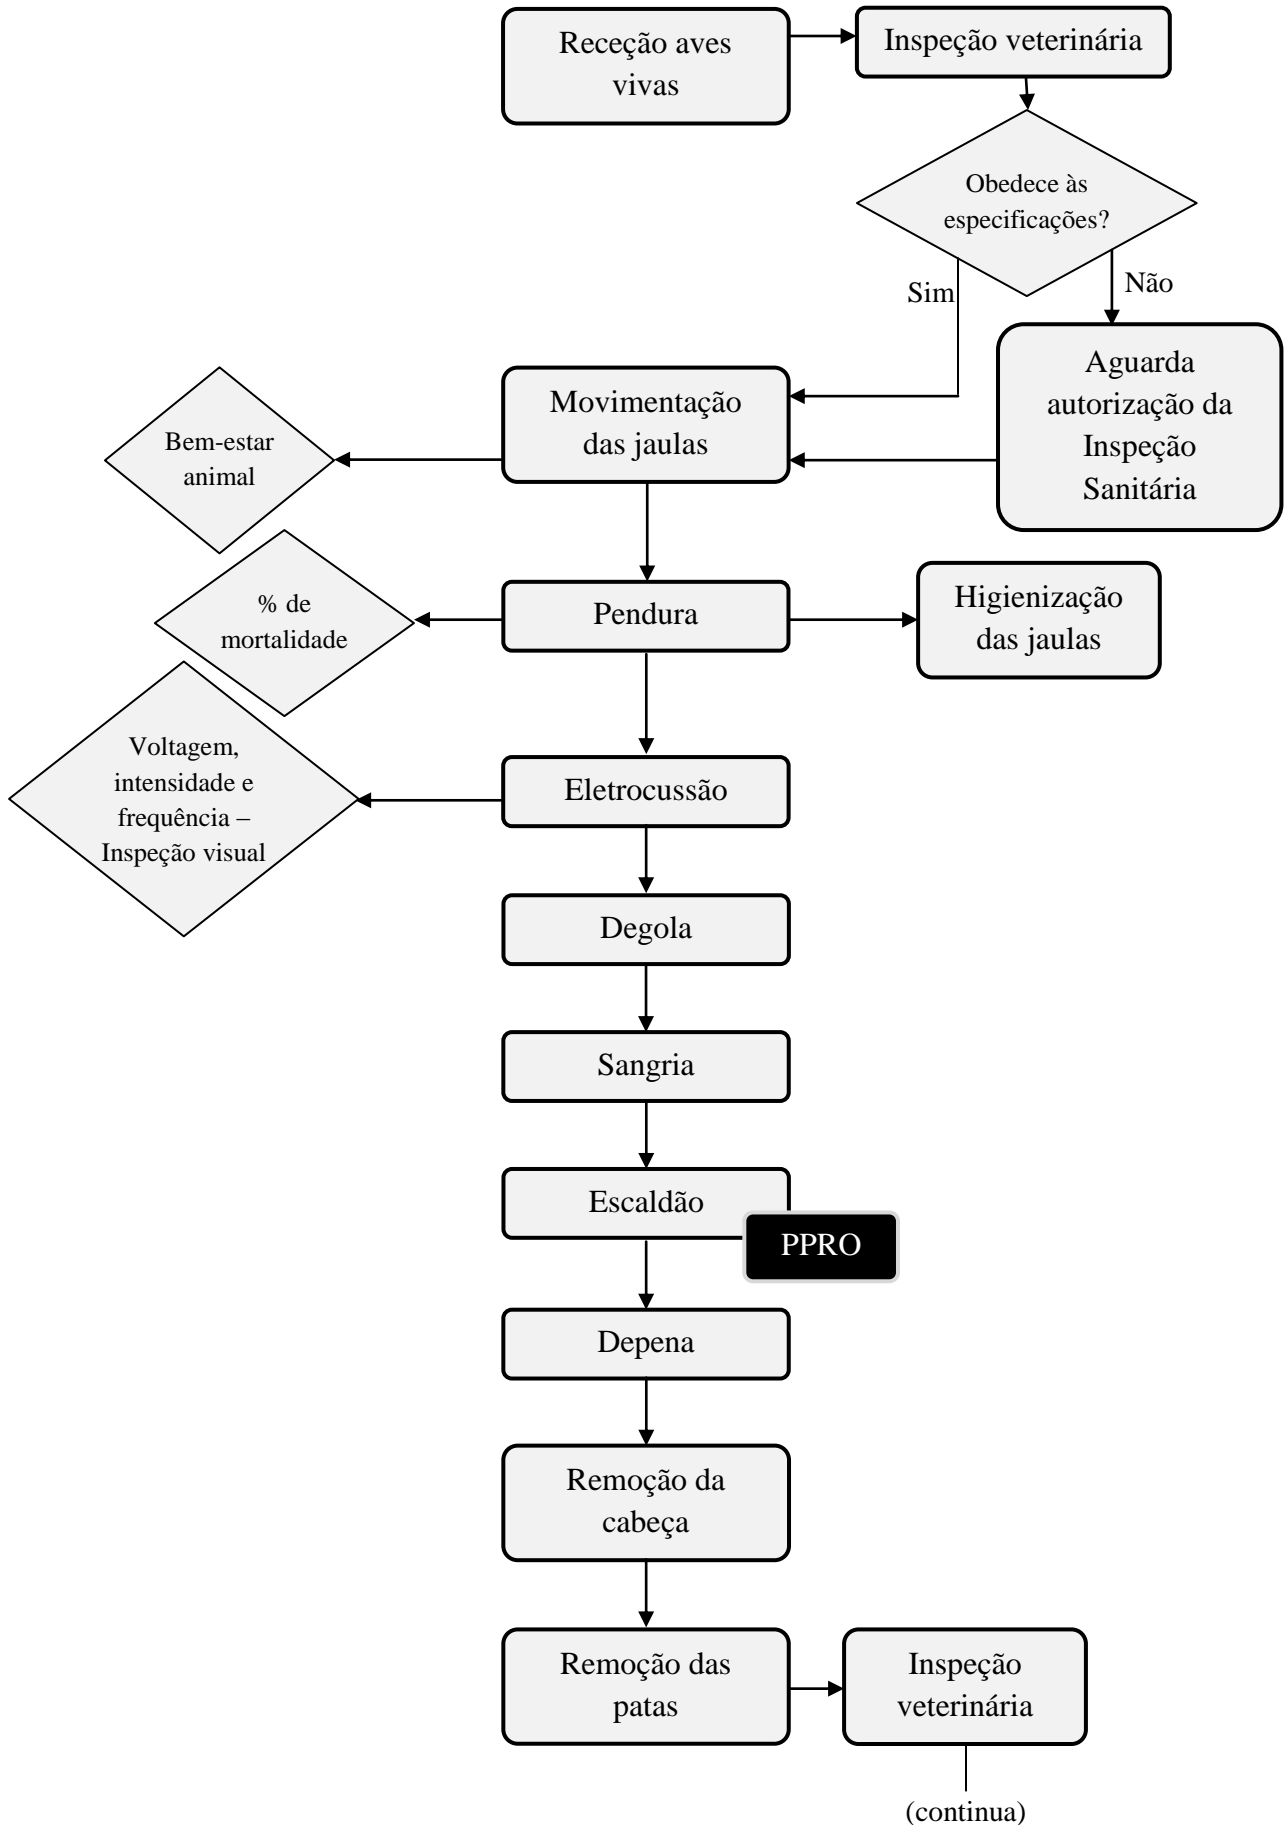 Receção aves
vivas
Inspeção veterinária
Obedece às
especificações?
Sim
Não
Aguarda
autorização da
Inspeção
Sanitária
Movimentação
das jaulas
Bem-estar
animal
% de
mortalidade
Pendura
Higienização
das jaulas
Voltagem,
intensidade e
frequência –
Inspeção visual
Eletrocussão
Degola
Sangria
Escaldão
PPRO
Depena
Remoção da
cabeça
Remoção das
patas
Inspeção
veterinária
(continua)